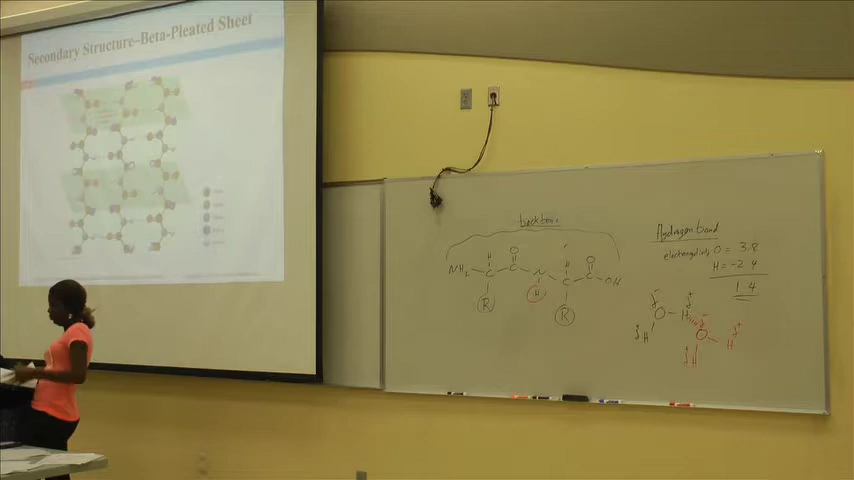 Secondary Structure–Beta-Pleated Sheet
backbone
NH2 - C - C - N - C - C - OH
H O H O
H
R R
Hydrogen bond
electronegativity O = 3.8
H = -2.4
1.4
δ- δ+
O - H δ-
δ H O - H δ+
δ H